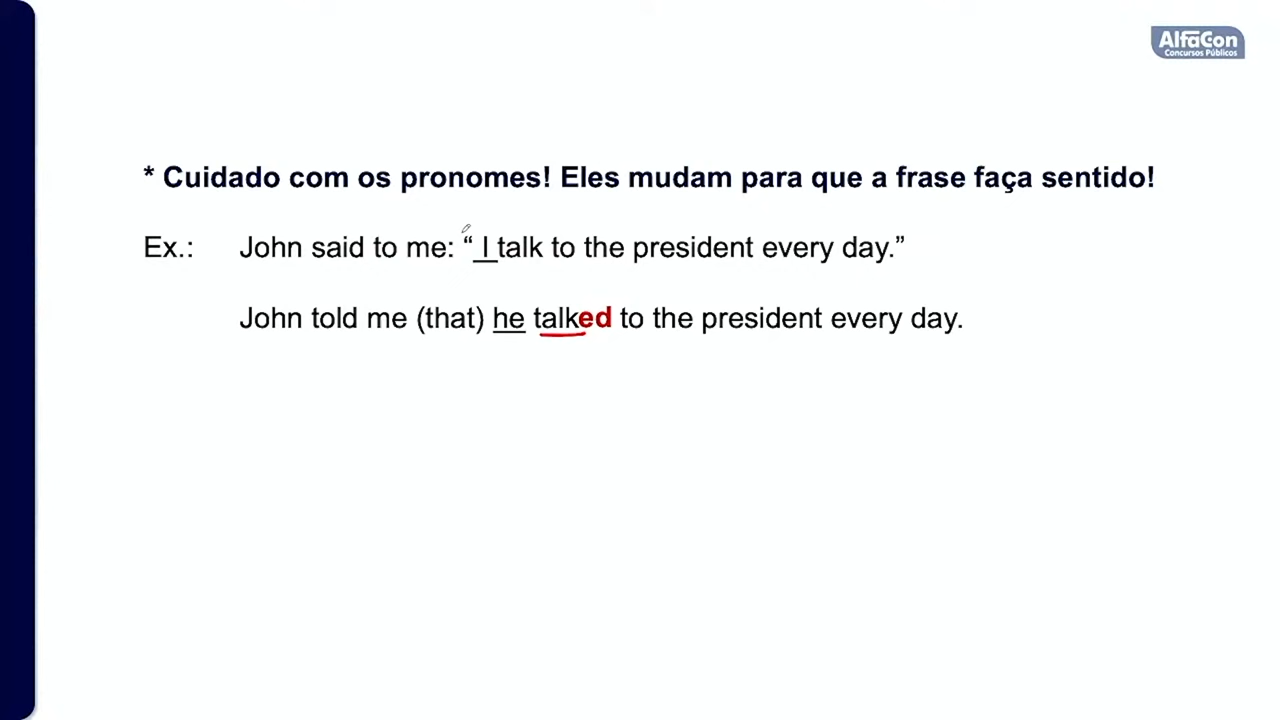 AlfaCon
Concursos Públicos
* Cuidado com os pronomes! Eles mudam para que a frase faça sentido!
Ex.: John said to me: “ I talk to the president every day.”
John told me (that) he talked to the president every day.